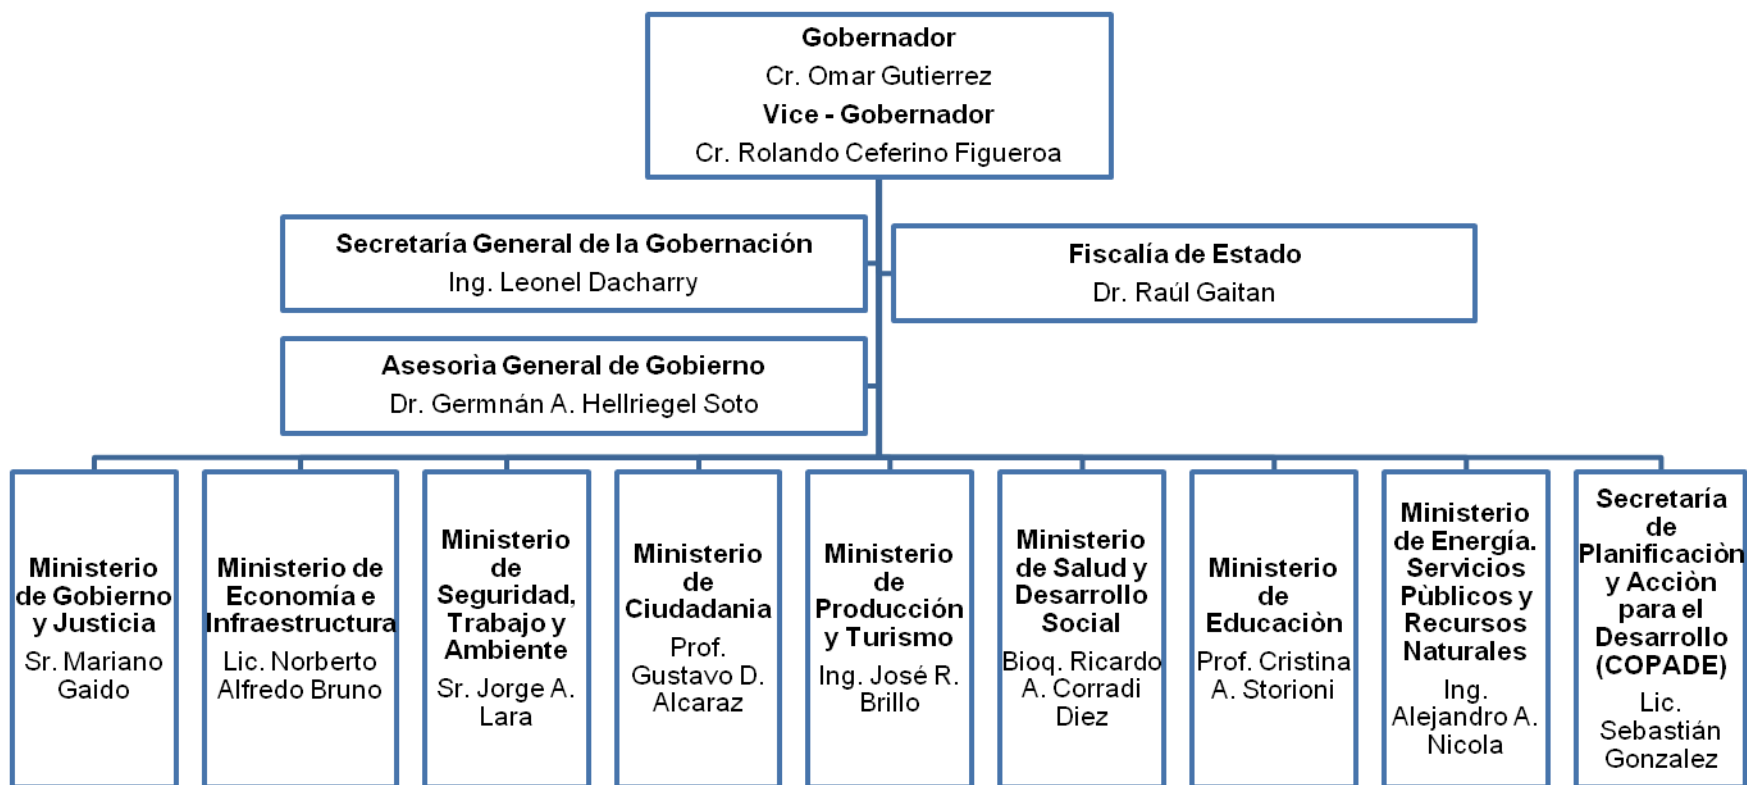 Gobernador
Cr. Omar Gutierrez
Vice - Gobernador
Cr. Rolando Ceferino Figueroa
Secretaría General de la Gobernación
Ing. Leonel Dacharry
Fiscalía de Estado
Dr. Raúl Gaitan
Asesorìa General de Gobierno
Dr. Germnán A. Hellriegel Soto
Ministerio
de Gobierno
y Justicia
Sr. Mariano
Gaido
Ministerio de
Economía e
Infraestructura
Lic. Norberto
Alfredo Bruno
Ministerio
de
Seguridad,
Trabajo y
Ambiente
Sr. Jorge A.
Lara
Ministerio
de
Ciudadania
Prof.
Gustavo D.
Alcaraz
Ministerio
de
Producción
y Turismo
Ing. José R.
Brillo
Ministerio
de Salud y
Desarrollo
Social
Bioq. Ricardo
A. Corradi
Diez
Ministerio
de
Educaciòn
Prof. Cristina
A. Storioni
Ministerio
de Energía.
Servicios
Pùblicos y
Recursos
Naturales
Ing.
Alejandro A.
Nicola
Secretaría
de
Planificaciòn
y Acciòn
para el
Desarrollo
(COPADE)
Lic.
Sebastián
Gonzalez